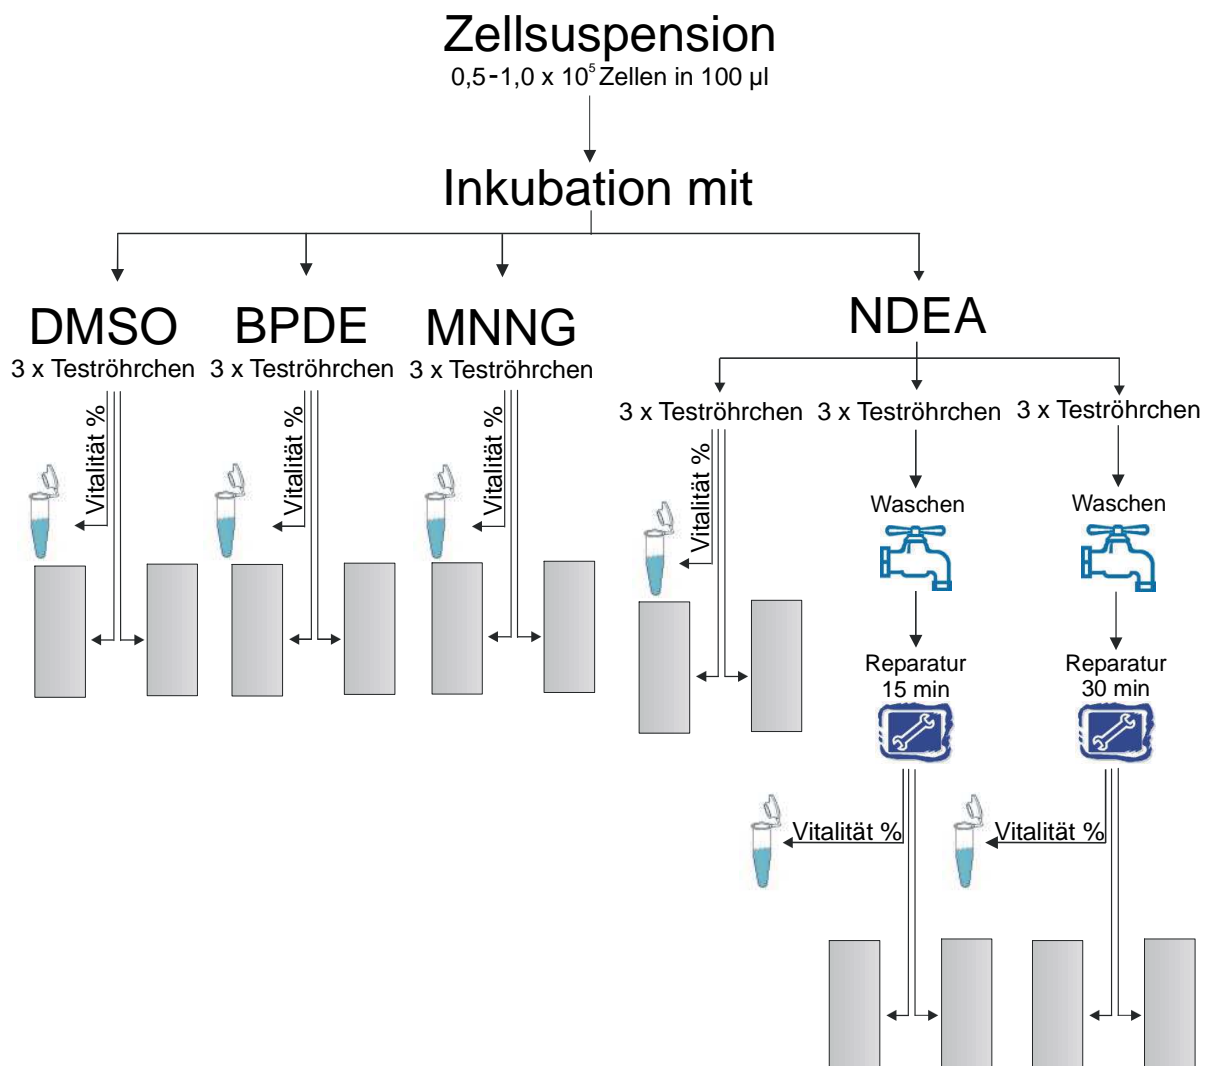 Zellsuspension
0,5-1,0 x 10⁵ Zellen in 100 µl
Inkubation mit
DMSO
BPDE
MNNG
NDEA
3 x Teströhrchen
3 x Teströhrchen
3 x Teströhrchen
3 x Teströhrchen
3 x Teströhrchen
3 x Teströhrchen
Vitalität %
Vitalität %
Vitalität %
Vitalität %
Waschen
Waschen
Reparatur
15 min
Reparatur
30 min
Vitalität %
Vitalität %